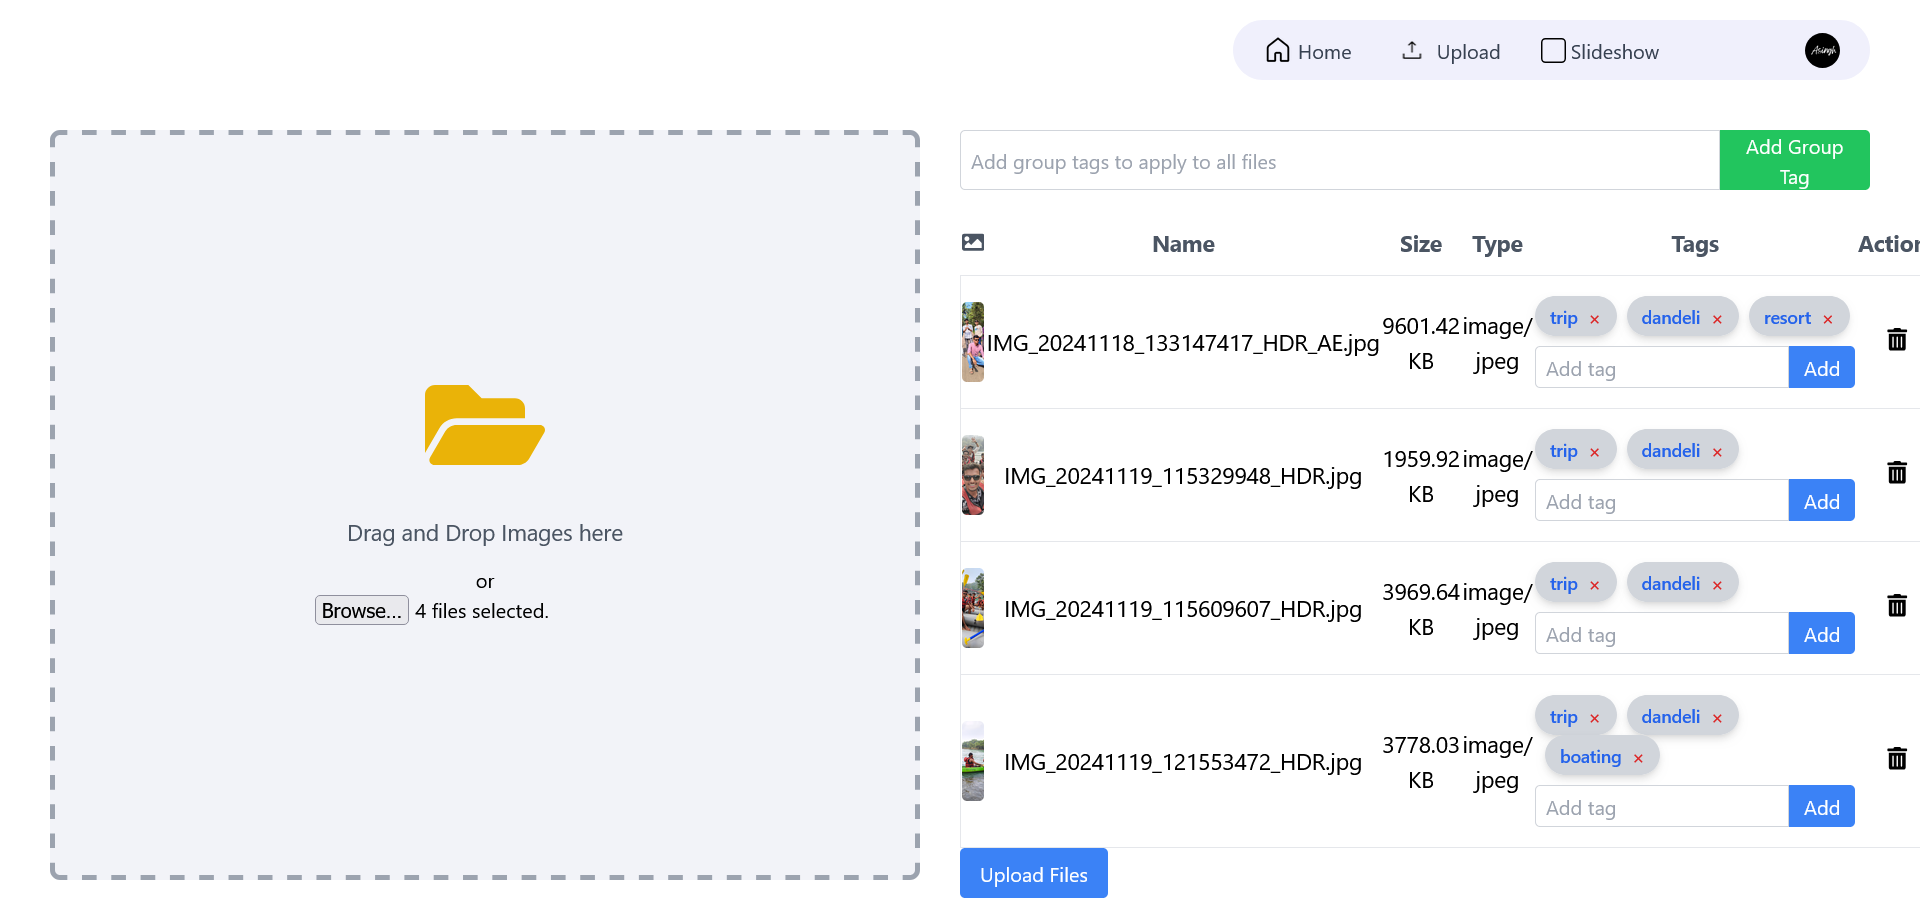 Home Upload Slideshow Asingh
Add group tags to apply to all files
Add Group
Tag
Name Size Type Tags Action
IMG_20241118_133147417_HDR_AE.jpg 9601.42 KB image/jpeg trip × dandeli × resort ×
Add tag Add
IMG_20241119_115329948_HDR.jpg 1959.92 KB image/jpeg trip × dandeli ×
Add tag Add
IMG_20241119_115609607_HDR.jpg 3969.64 KB image/jpeg trip × dandeli ×
Add tag Add
IMG_20241119_121553472_HDR.jpg 3778.03 KB image/jpeg trip × dandeli ×
boating ×
Add tag Add
Upload Files
Drag and Drop Images here
or
Browse... 4 files selected.